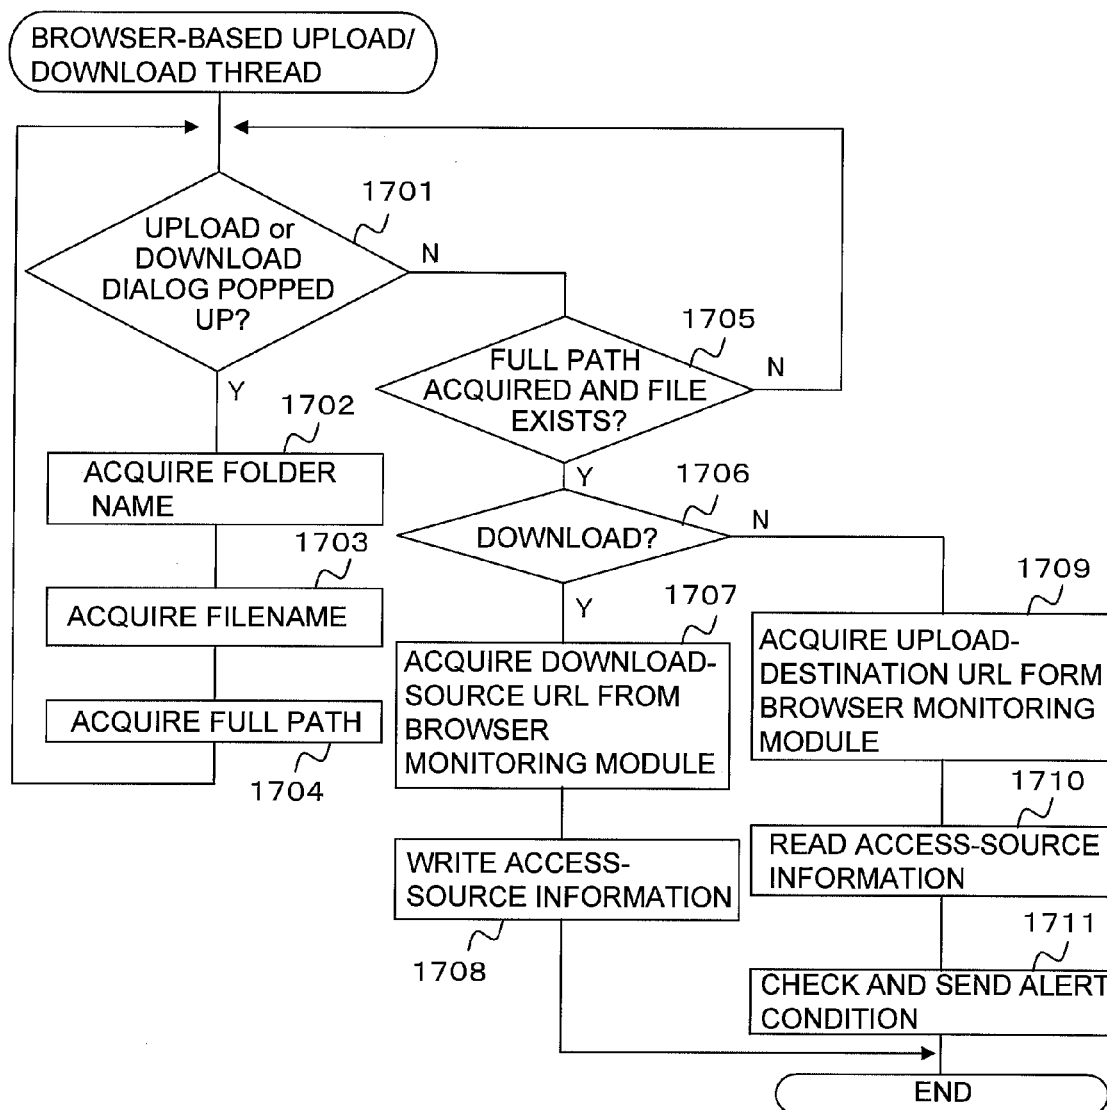 BROWSER-BASED UPLOAD/
DOWNLOAD THREAD
1701
UPLOAD or
DOWNLOAD
DIALOG POPPED
UP?
N
Y
1705
FULL PATH
ACQUIRED AND FILE
EXISTS?
N
Y
1702
ACQUIRE FOLDER
NAME
1703
ACQUIRE FILENAME
ACQUIRE FULL PATH
1704
1706
DOWNLOAD?
N
Y
1707
ACQUIRE DOWNLOAD-
SOURCE URL FROM
BROWSER
MONITORING MODULE
WRITE ACCESS-
SOURCE INFORMATION
1708
1709
ACQUIRE UPLOAD-
DESTINATION URL FORM
BROWSER MONITORING
MODULE
1710
READ ACCESS-SOURCE
INFORMATION
1711
CHECK AND SEND ALERT
CONDITION
END